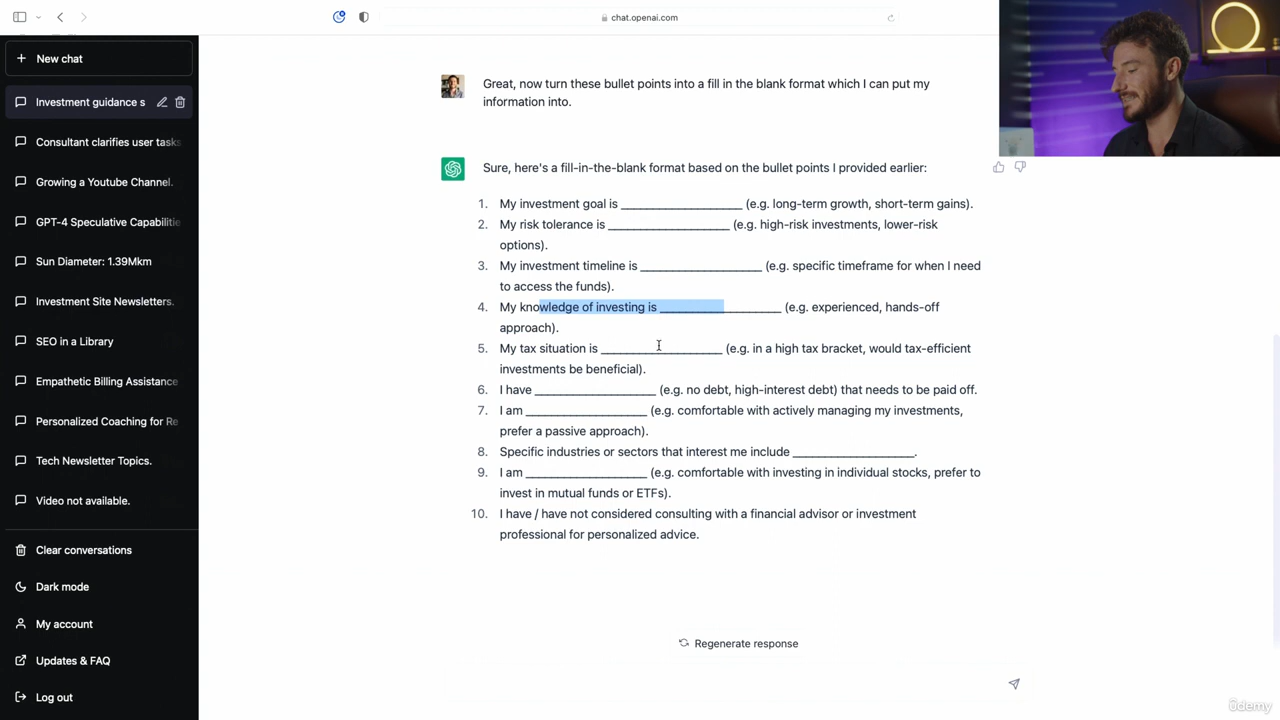 chat.openai.com
New chat
Investment guidance s
Consultant clarifies user tasks
Growing a Youtube Channel.
GPT-4 Speculative Capabilitie
Sun Diameter: 1.39Mkm
Investment Site Newsletters.
SEO in a Library
Empathetic Billing Assistance
Personalized Coaching for Re
Tech Newsletter Topics.
Video not available.
Clear conversations
Dark mode
My account
Updates & FAQ
Log out
Great, now turn these bullet points into a fill in the blank format which I can put my
information into.
Sure, here's a fill-in-the-blank format based on the bullet points I provided earlier:
1. My investment goal is ____________________ (e.g. long-term growth, short-term gains).
2. My risk tolerance is ____________________ (e.g. high-risk investments, lower-risk
options).
3. My investment timeline is ____________________ (e.g. specific timeframe for when I need
to access the funds).
4. My knowledge of investing is ____________________ (e.g. experienced, hands-off
approach).
5. My tax situation is ____________________ (e.g. in a high tax bracket, would tax-efficient
investments be beneficial).
6. I have ____________________ (e.g. no debt, high-interest debt) that needs to be paid off.
7. I am ____________________ (e.g. comfortable with actively managing my investments,
prefer a passive approach).
8. Specific industries or sectors that interest me include ____________________.
9. I am ____________________ (e.g. comfortable with investing in individual stocks, prefer to
invest in mutual funds or ETFs).
10. I have / have not considered consulting with a financial advisor or investment
professional for personalized advice.
Regenerate response
ûdemy